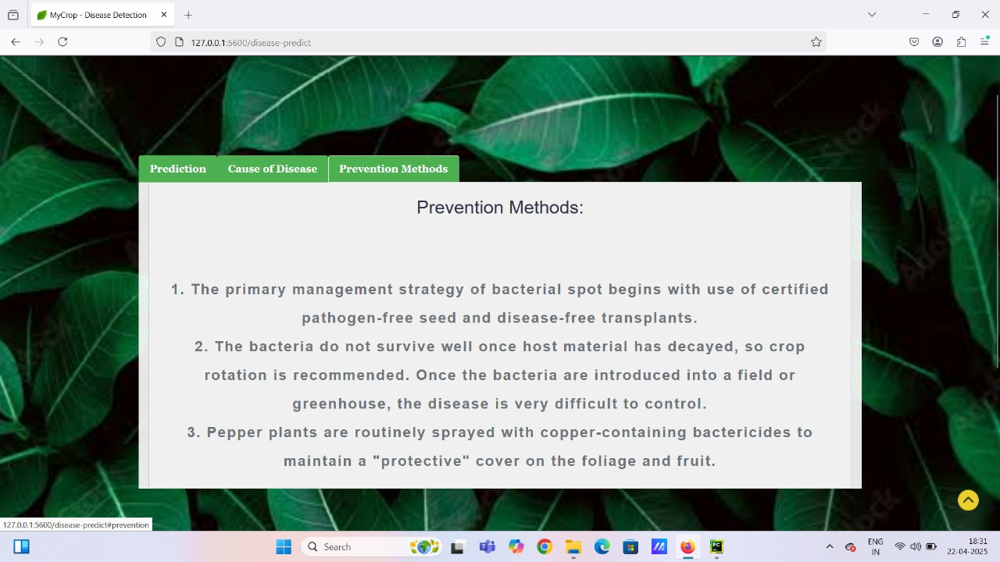 MyCrop - Disease Detection
127.0.0.1:5600/disease-predict
Prediction
Cause of Disease
Prevention Methods
Prevention Methods:
1. The primary management strategy of bacterial spot begins with use of certified
pathogen-free seed and disease-free transplants.
2. The bacteria do not survive well once host material has decayed, so crop
rotation is recommended. Once the bacteria are introduced into a field or
greenhouse, the disease is very difficult to control.
3. Pepper plants are routinely sprayed with copper-containing bactericides to
maintain a "protective" cover on the foliage and fruit.
127.0.0.1:5600/disease-predict#prevention
Search
PC
ENG
IN
18:31
22-04-2025